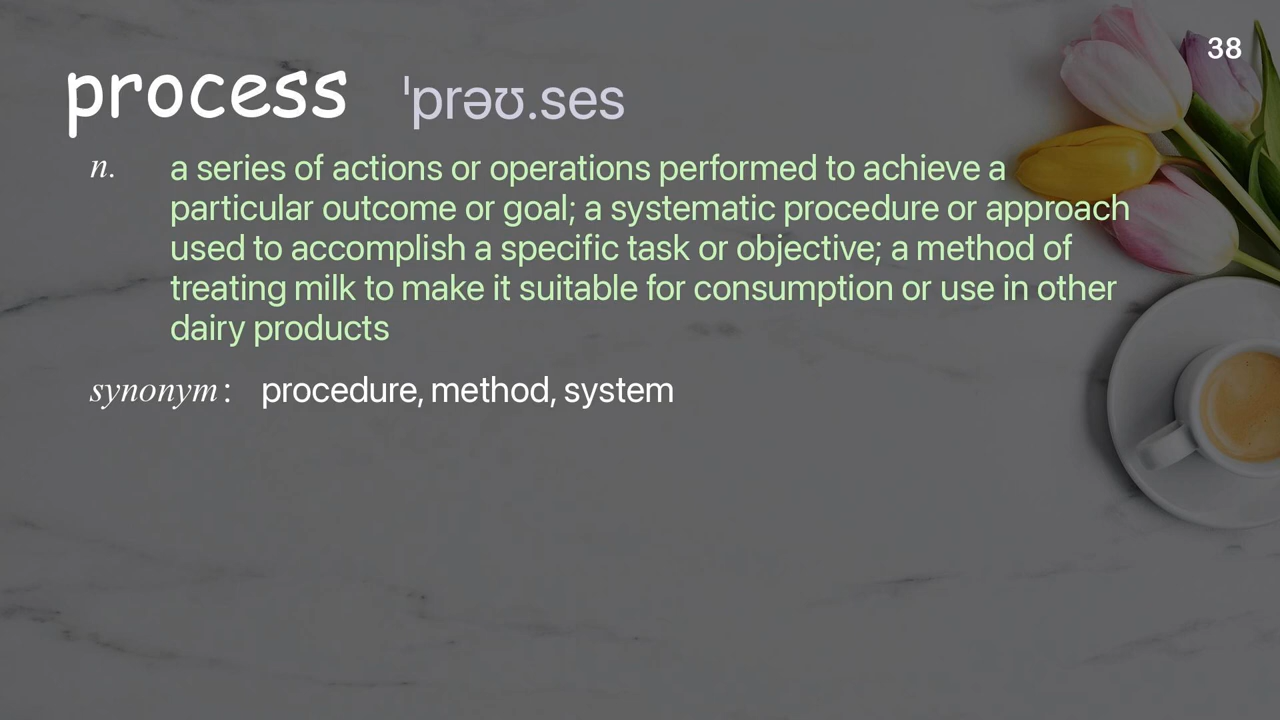 38
process ˈprəʊ.ses
n. a series of actions or operations performed to achieve a
particular outcome or goal; a systematic procedure or approach
used to accomplish a specific task or objective; a method of
treating milk to make it suitable for consumption or use in other
dairy products
synonym: procedure, method, system